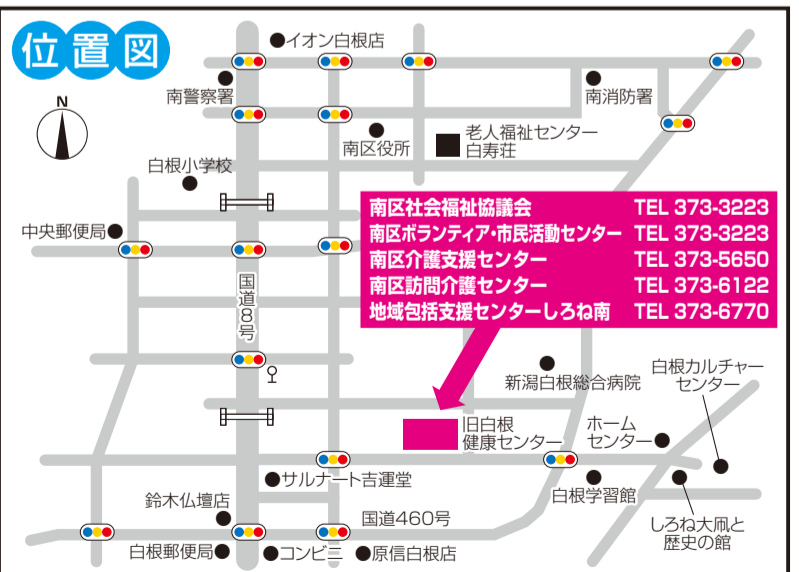 位置図
N
イオン白根店
南警察署
南消防署
南区役所
老人福祉センター
白寿荘
白根小学校
中央郵便局
南区社会福祉協議会 TEL 373-3223
南区ボランティア・市民活動センター TEL 373-3223
南区介護支援センター TEL 373-5650
南区訪問介護センター TEL 373-6122
地域包括支援センターしろね南 TEL 373-6770
国道8号
新潟白根総合病院
白根カルチャー
センター
旧白根
健康センター
ホーム
センター
サルナート吉運堂
白根学習館
鈴木仏壇店
国道460号
しろね大凧と
歴史の館
白根郵便局
コンビニ
原信白根店